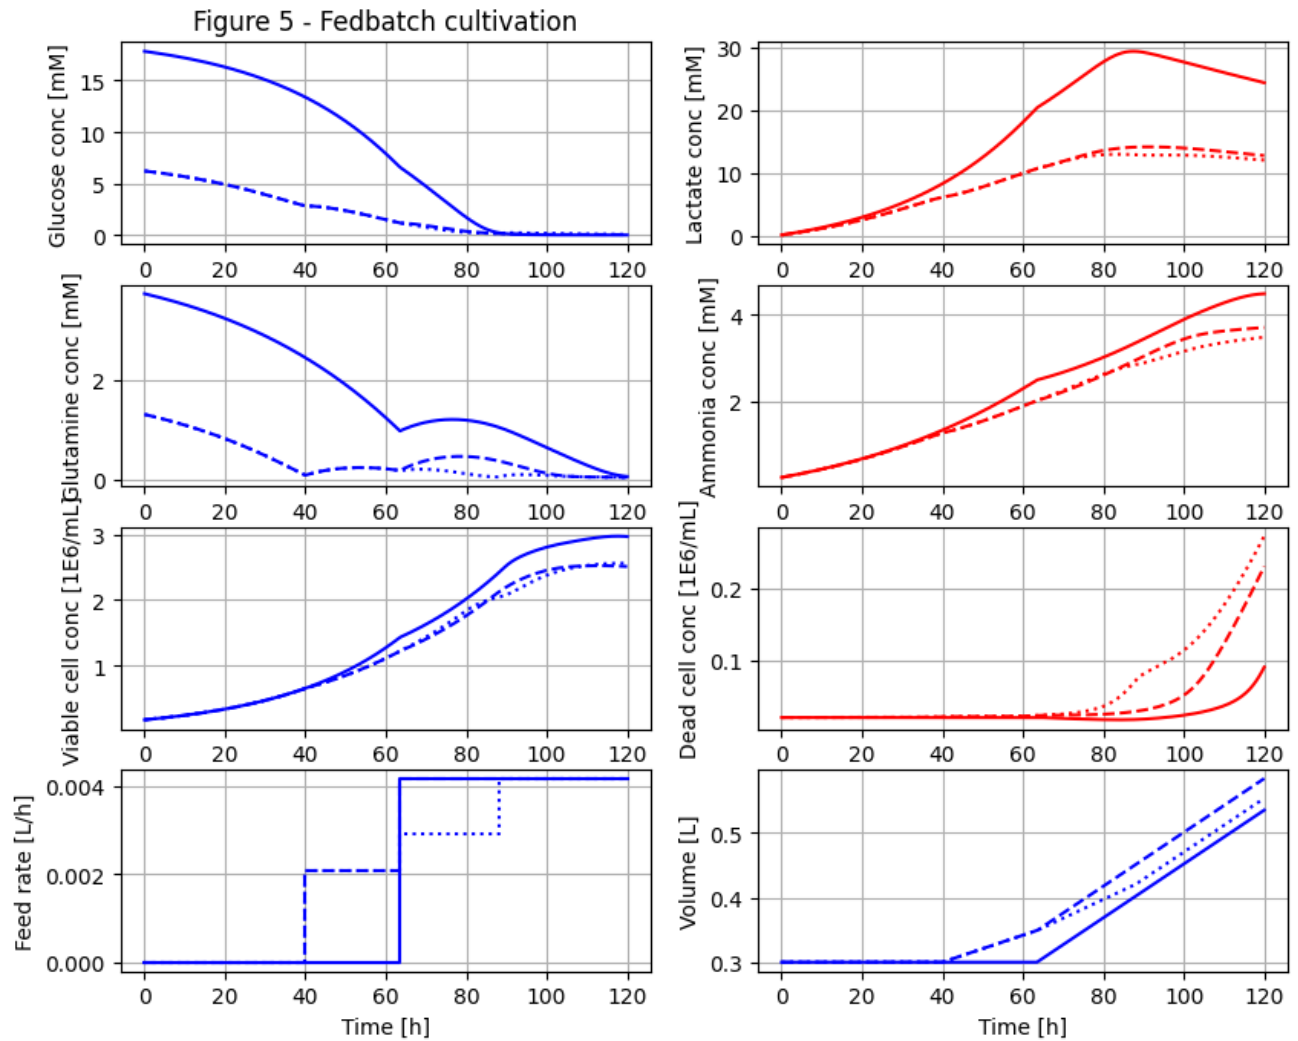 Figure 5 - Fedbatch cultivation
Glucose conc [mM]
15
10
5
0
0 20 40 60 80 100 120
Lactate conc [mM]
30
20
10
0
0 20 40 60 80 100 120
Glutamine conc [mM]
2
0
0 20 40 60 80 100 120
Ammonia conc [mM]
4
2
0 20 40 60 80 100 120
Viable cell conc [1E6/mL]
3
2
1
0 20 40 60 80 100 120
Dead cell conc [1E6/mL]
0.2
0.1
0 20 40 60 80 100 120
Feed rate [L/h]
0.004
0.002
0.000
0 20 40 60 80 100 120
Time [h]
Volume [L]
0.5
0.4
0.3
0 20 40 60 80 100 120
Time [h]